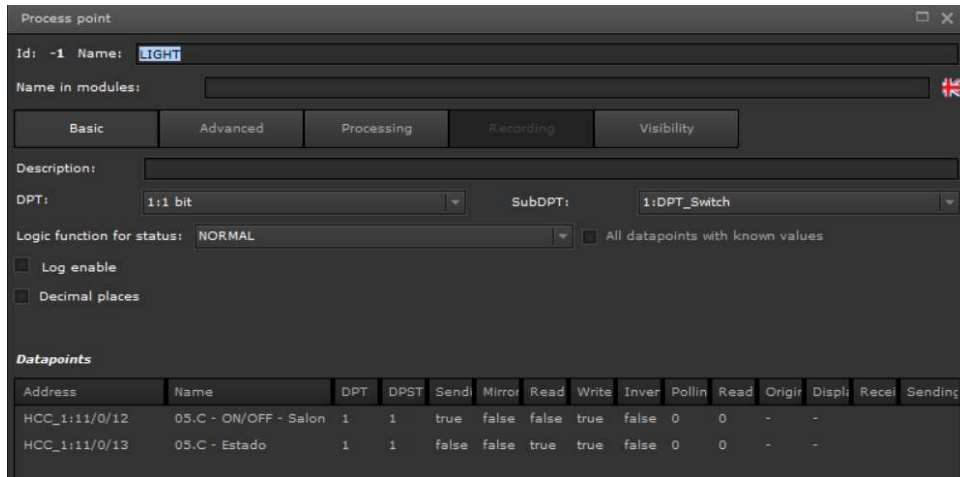 Process point
Id: -1 Name: LIGHT
Name in modules:
Basic Advanced Processing Recording Visibility
Description:
DPT: 1:1 bit SubDPT: 1:DPT_Switch
Logic function for status: NORMAL All datapoints with known values
Log enable
Decimal places
Datapoints
Address Name DPT DPST Sendi Mirror Read Write Inver Pollin Read Origir Displa Recei Sending
HCC_1:11/0/12 05.C - ON/OFF - Salon 1 1 true false false true false 0 0 - -
HCC_1:11/0/13 05.C - Estado 1 1 false false true true false 0 0 - -